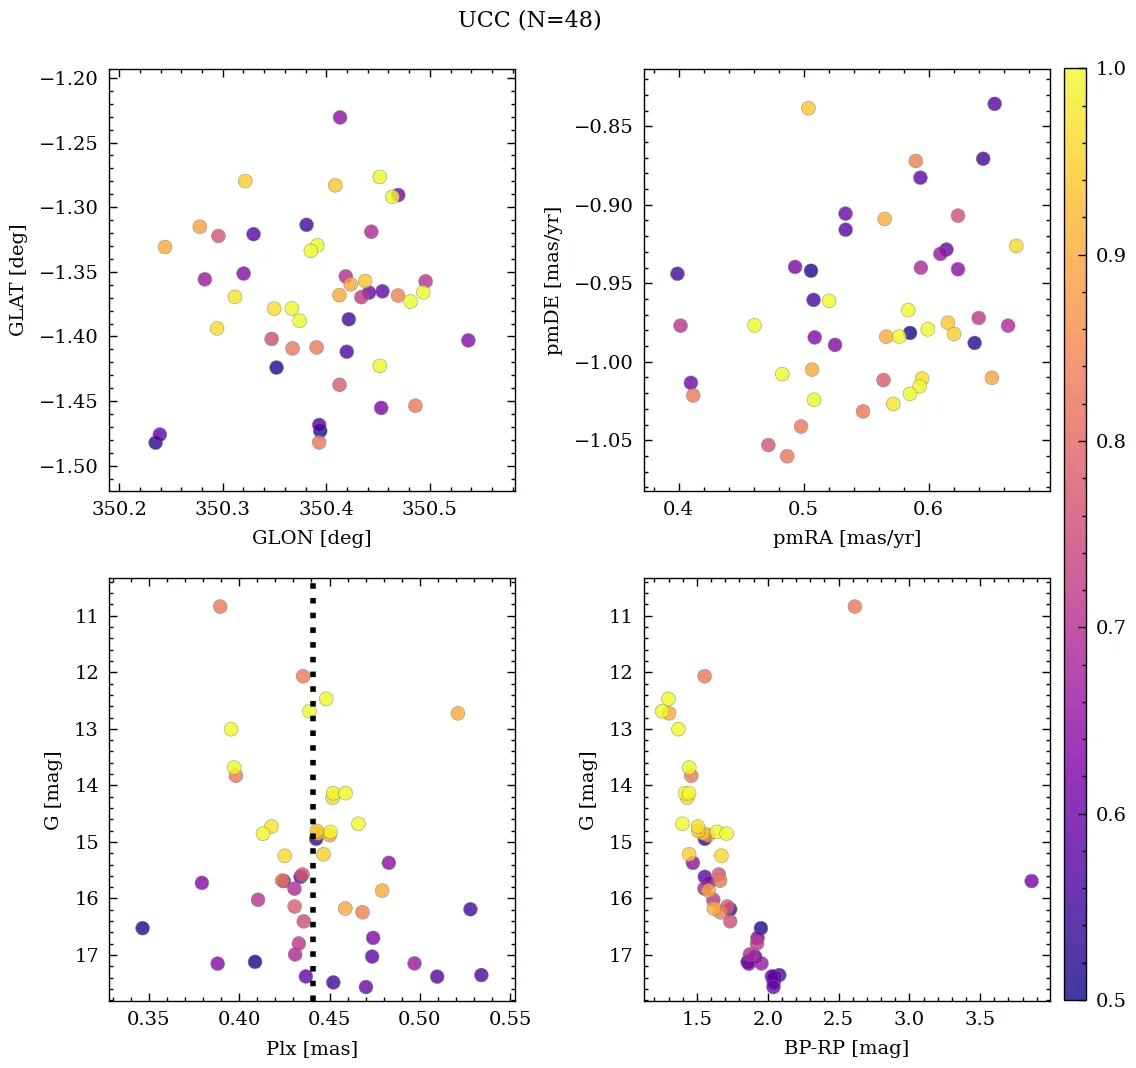 UCC (N=48)
−1.20
−1.25
−1.30
−1.35
−1.40
−1.45
−1.50
GLAT [deg]
350.2 350.3 350.4 350.5
GLON [deg]
−0.85
−0.90
−0.95
−1.00
−1.05
pmDE [mas/yr]
0.4 0.5 0.6
pmRA [mas/yr]
1.0
0.9
0.8
0.7
0.6
0.5
11
12
13
14
15
16
17
G [mag]
0.35 0.40 0.45 0.50 0.55
Plx [mas]
11
12
13
14
15
16
17
G [mag]
1.5 2.0 2.5 3.0 3.5
BP-RP [mag]